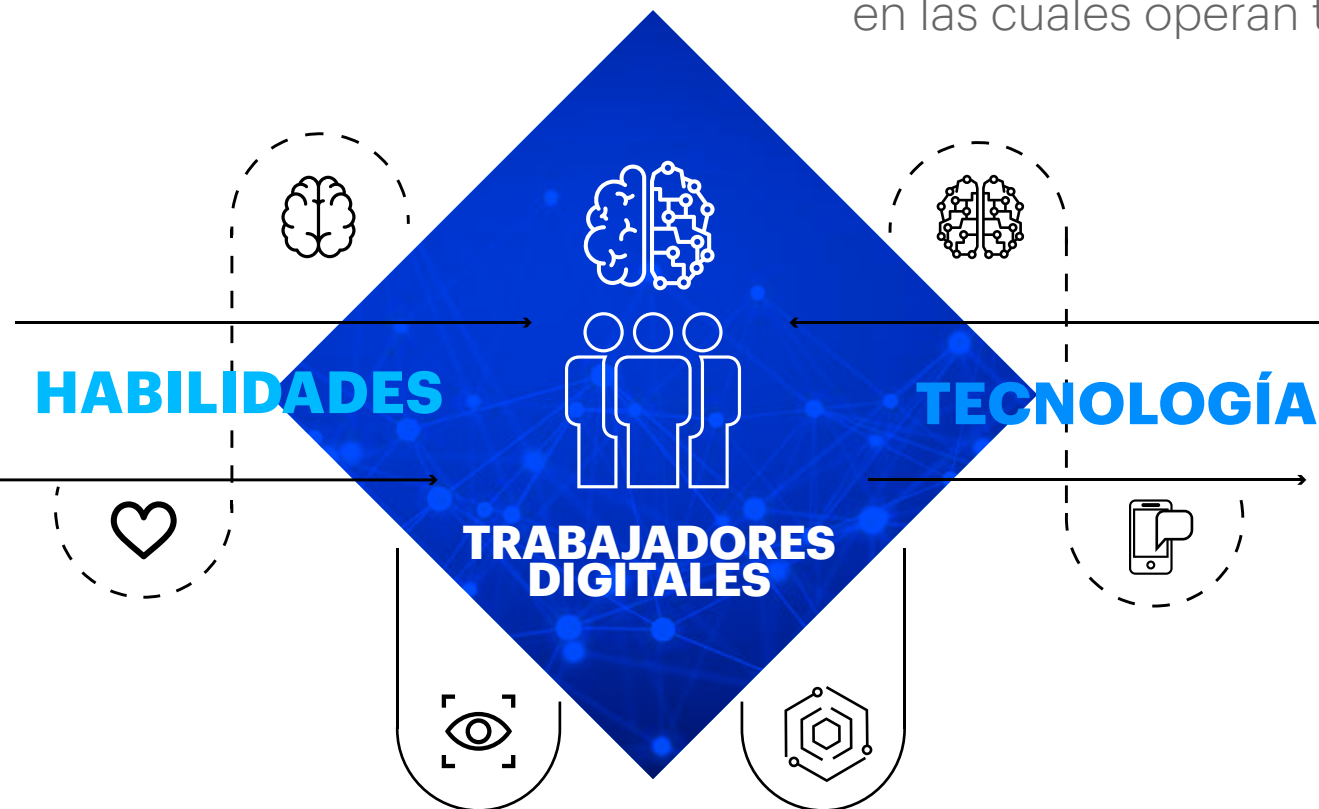 en las cuales operan
HABILIDADES
TECNOLOGÍA
TRABAJADORES
DIGITALES